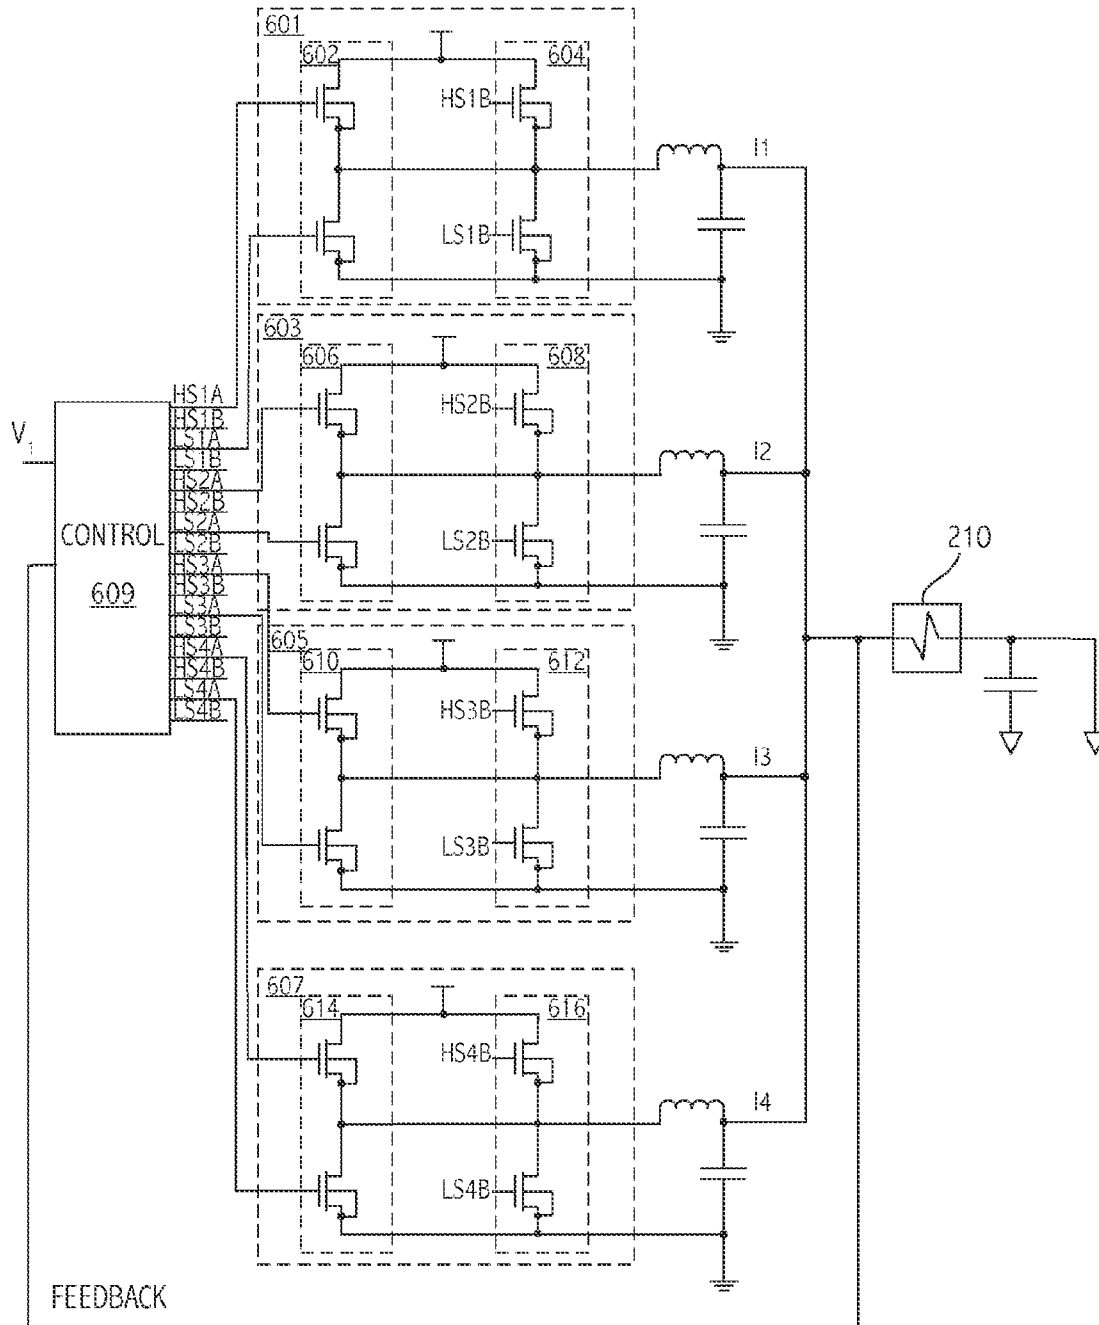 601
602
604
HS1B
I1
LS1B
603
606
608
HS1A
HS1B
LS1A
LS1B
HS2A
HS2B
LS2A
LS2B
HS3A
HS3B
LS3A
LS3B
HS4A
HS4B
LS4A
LS4B
V1
CONTROL
609
HS2B
I2
LS2B
210
605
610
612
HS3B
I3
LS3B
607
614
616
HS4B
I4
LS4B
FEEDBACK